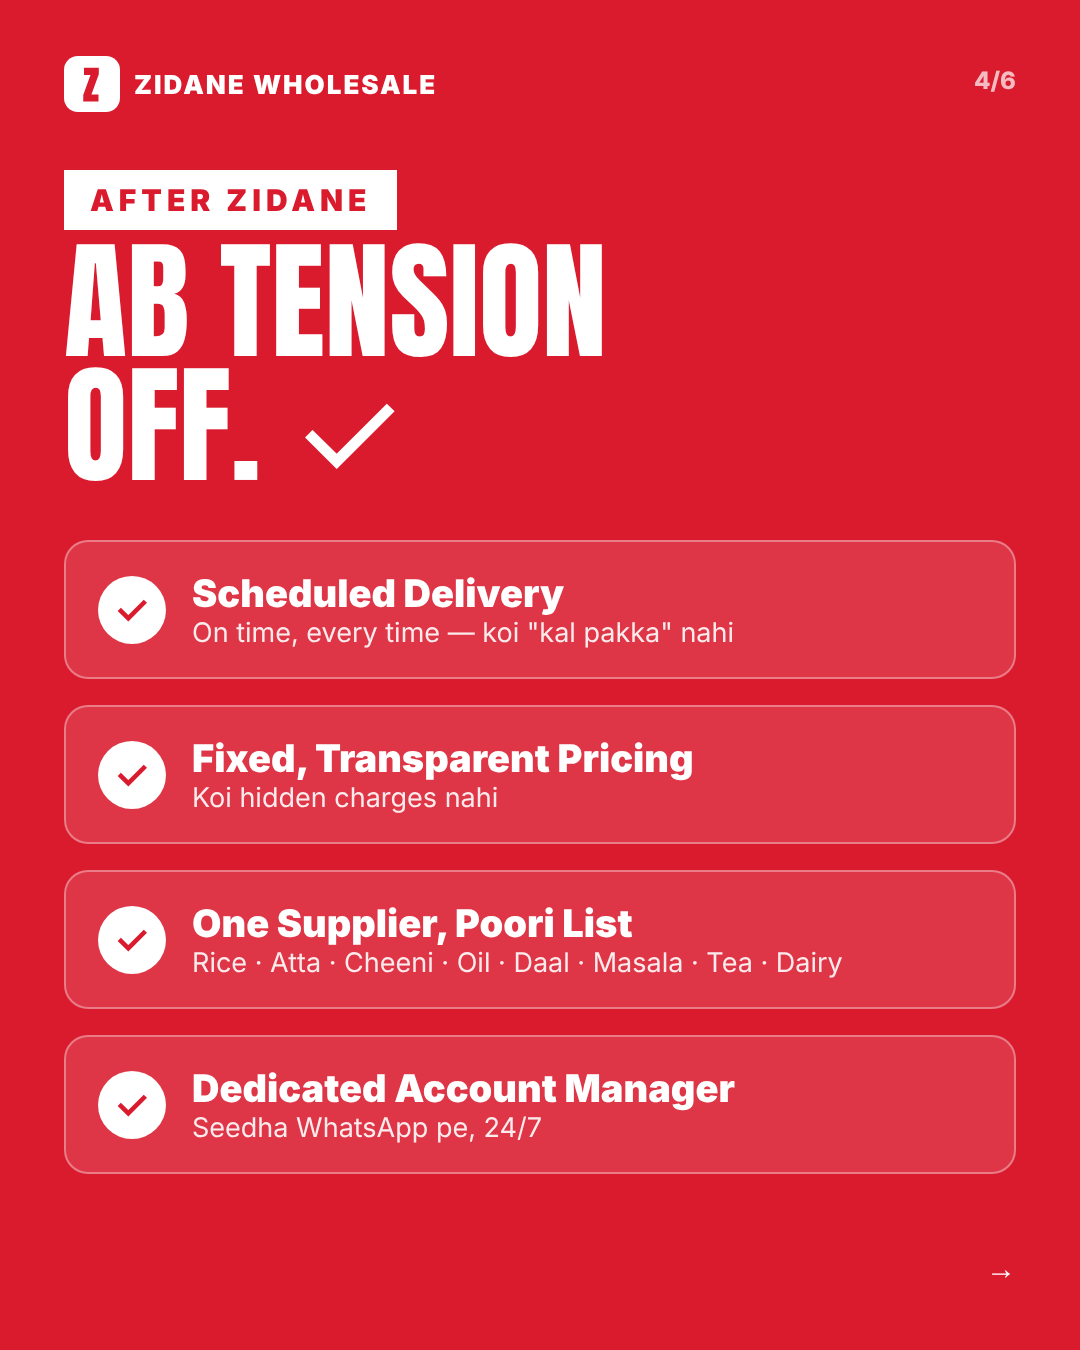 Z ZIDANE WHOLESALE
4/6
AFTER ZIDANE
AB TENSION
OFF. ✓
Scheduled Delivery
On time, every time — koi "kal pakka" nahi
Fixed, Transparent Pricing
Koi hidden charges nahi
One Supplier, Poori List
Rice · Atta · Cheeni · Oil · Daal · Masala · Tea · Dairy
Dedicated Account Manager
Seedha WhatsApp pe, 24/7
→